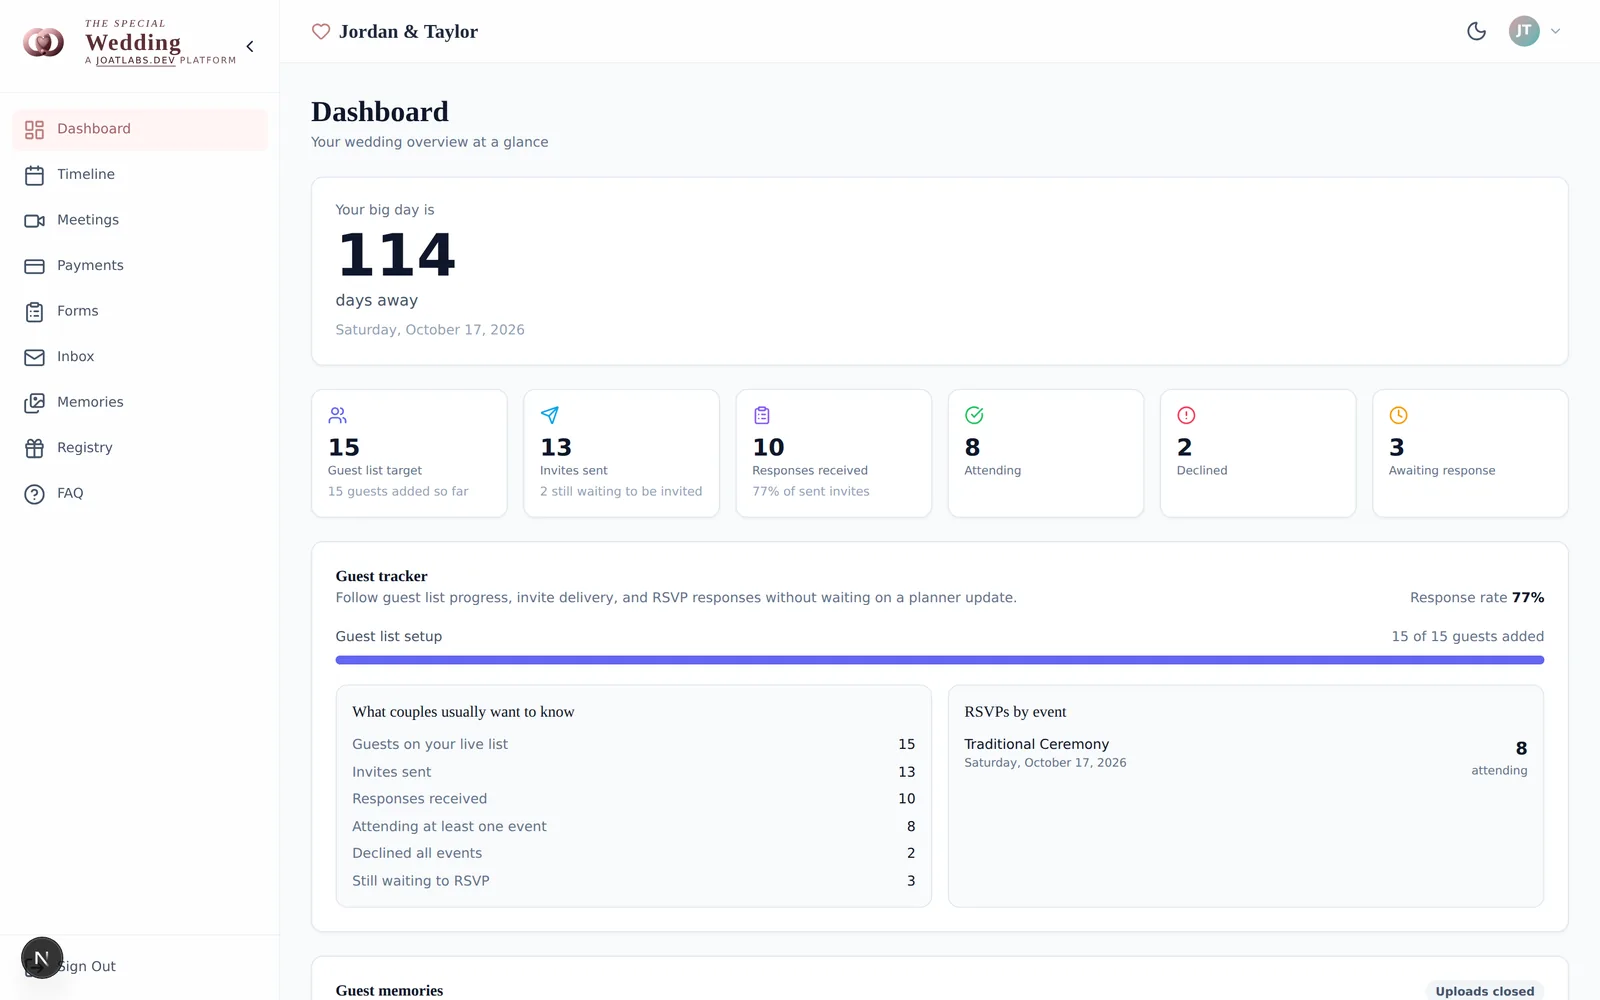 THE SPECIAL
Wedding
A JOATLABS.DEV PLATFORM
Jordan & Taylor
JT
Dashboard
Timeline
Meetings
Payments
Forms
Inbox
Memories
Registry
FAQ
N
Sign Out
Dashboard
Your wedding overview at a glance
Your big day is
114
days away
Saturday, October 17, 2026
15
Guest list target
15 guests added so far
13
Invites sent
2 still waiting to be invited
10
Responses received
77% of sent invites
8
Attending
2
Declined
3
Awaiting response
Guest tracker
Follow guest list progress, invite delivery, and RSVP responses without waiting on a planner update.
Response rate 77%
Guest list setup
15 of 15 guests added
What couples usually want to know
Guests on your live list 15
Invites sent 13
Responses received 10
Attending at least one event 8
Declined all events 2
Still waiting to RSVP 3
RSVPs by event
Traditional Ceremony
Saturday, October 17, 2026
8
attending
Guest memories
Uploads closed